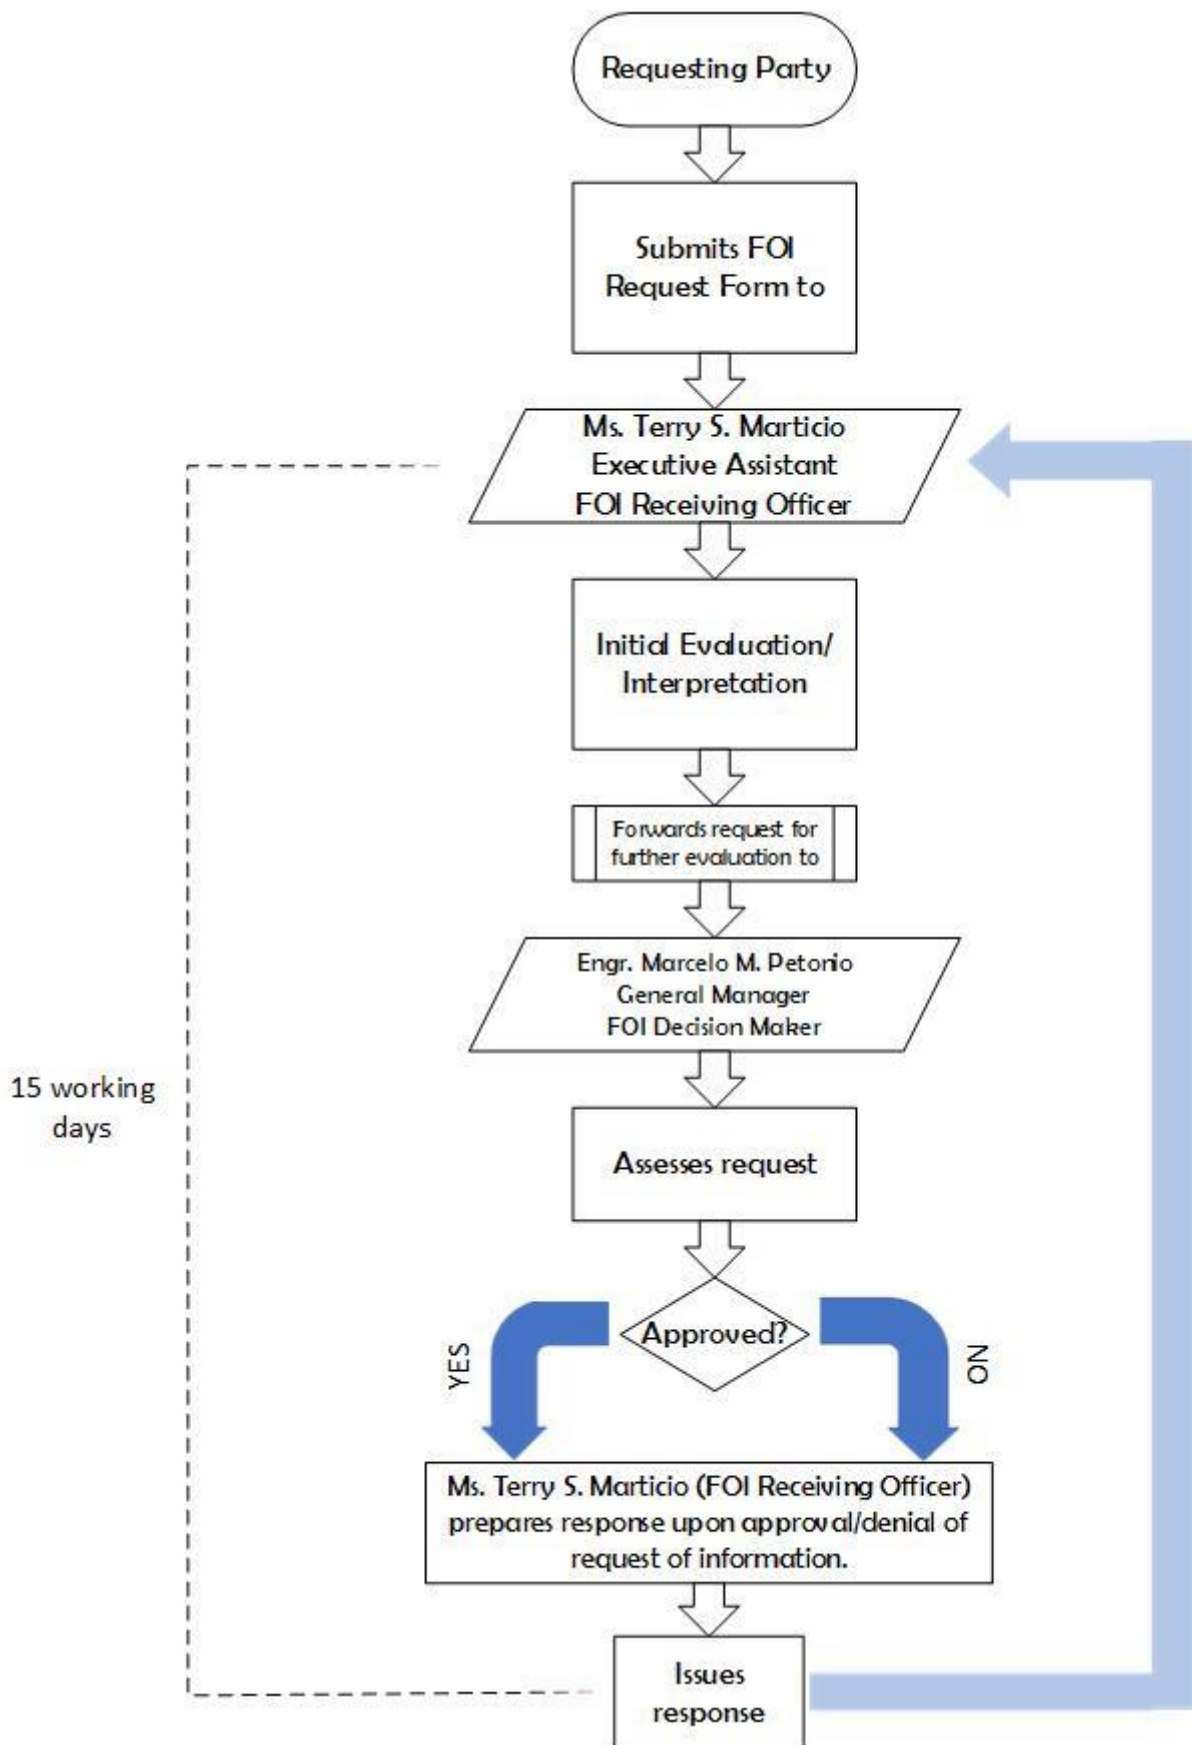 Requesting Party
Submits FOI
Request Form to
Ms. Terry S. Marticio
Executive Assistant
FOI Receiving Officer
Initial Evaluation/
Interpretation
Forwards request for
further evaluation to
Engr. Marcelo M. Petonio
General Manager
FOI Decision Maker
15 working
days
Assesses request
Approved?
YES
NO
Ms. Terry S. Marticio (FOI Receiving Officer)
prepares response upon approval/denial of
request of information.
Issues
response